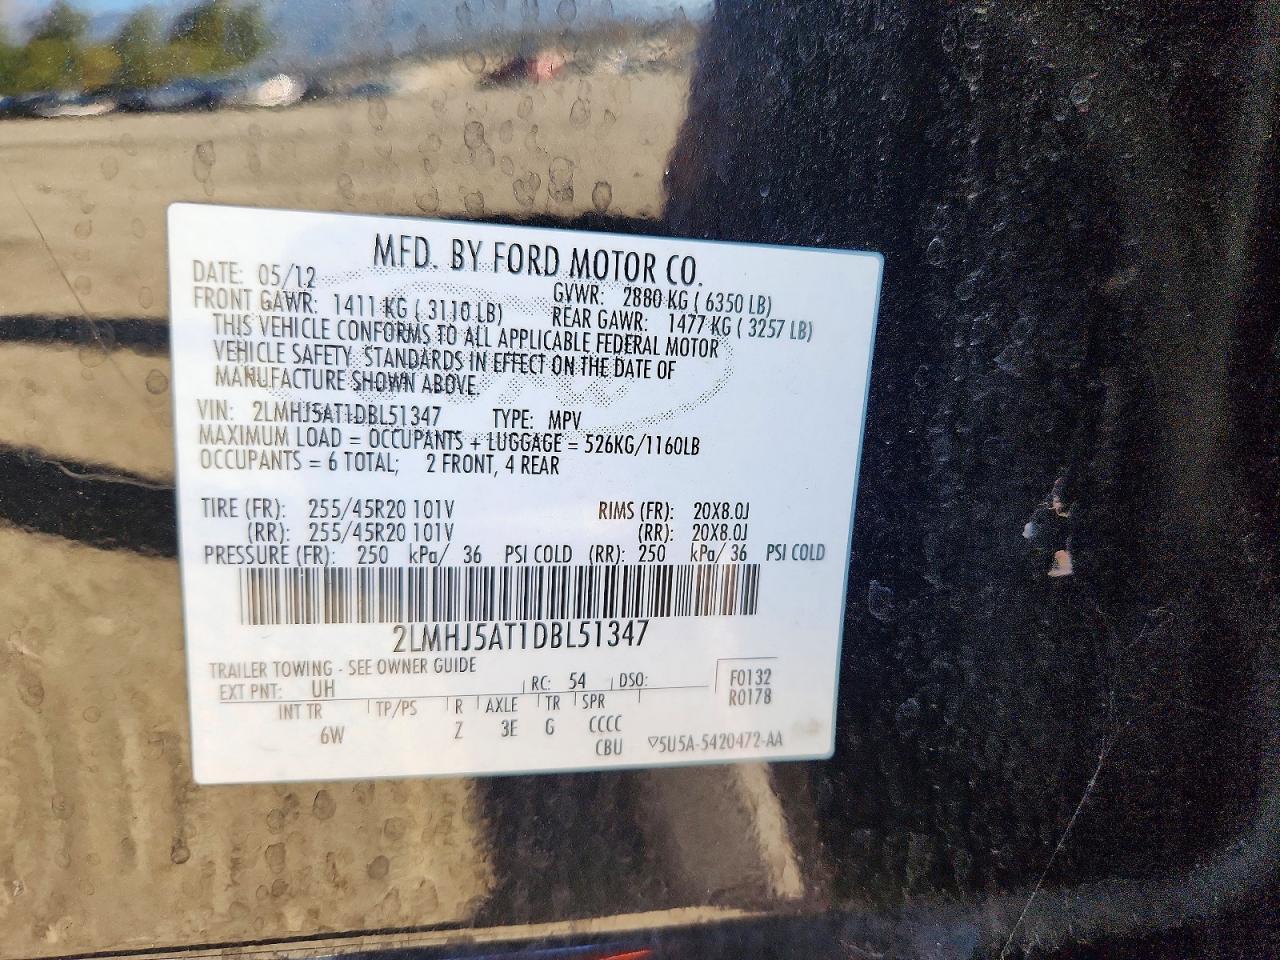 MFD. BY FORD MOTOR CO.
DATE: 05/12 GVWR: 2880 KG ( 6350 LB)
FRONT GAWR: 1411 KG ( 3110 LB) REAR GAWR: 1477 KG ( 3257 LB)
THIS VEHICLE CONFORMS TO ALL APPLICABLE FEDERAL MOTOR
VEHICLE SAFETY STANDARDS IN EFFECT ON THE DATE OF
MANUFACTURE SHOWN ABOVE.
VIN: 2LMHJ5AT1DBL51347 TYPE: MPV
MAXIMUM LOAD = OCCUPANTS + LUGGAGE = 526KG/1160LB
OCCUPANTS = 6 TOTAL; 2 FRONT, 4 REAR
TIRE (FR): 255/45R20 101V RIMS (FR): 20X8.0J
(RR): 255/45R20 101V (RR): 20X8.0J
PRESSURE (FR): 250 kPa/ 36 PSI COLD (RR): 250 kPa/ 36 PSI COLD
2LMHJ5AT1DBL51347
TRAILER TOWING - SEE OWNER GUIDE
EXT PNT: UH RC: 54 DSO: F0132
R0178
INT TR TP/PS R AXLE TR SPR
6W Z 3E G CCCC
CBU ▽5U5A-5420472-AA